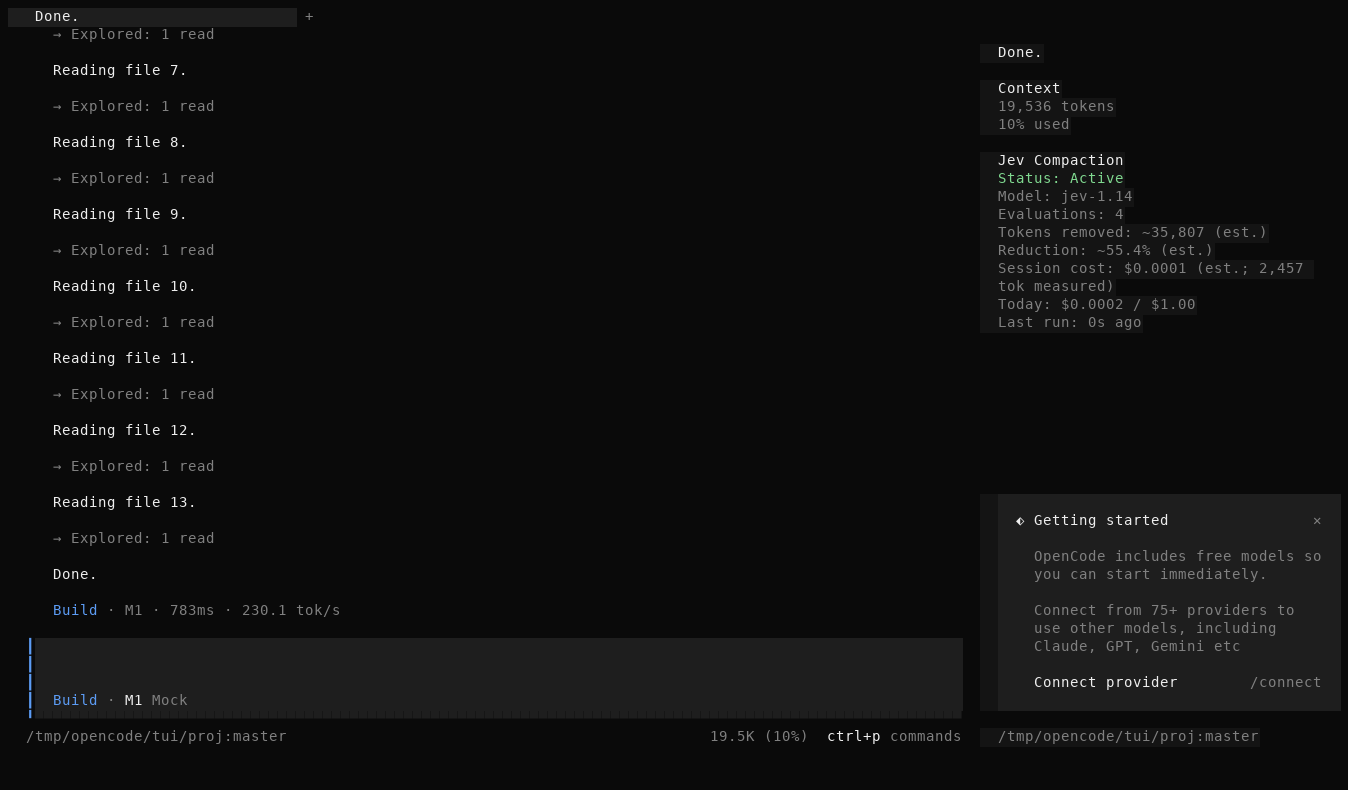 Done. +
→ Explored: 1 read
Reading file 7.
→ Explored: 1 read
Reading file 8.
→ Explored: 1 read
Reading file 9.
→ Explored: 1 read
Reading file 10.
→ Explored: 1 read
Reading file 11.
→ Explored: 1 read
Reading file 12.
→ Explored: 1 read
Reading file 13.
→ Explored: 1 read
Done.
Build · M1 · 783ms · 230.1 tok/s
Build · M1 Mock
/tmp/opencode/tui/proj:master
19.5K (10%) ctrl+p commands
Done.
Context
19,536 tokens
10% used
Jev Compaction
Status: Active
Model: jev-1.14
Evaluations: 4
Tokens removed: ~35,807 (est.)
Reduction: ~55.4% (est.)
Session cost: $0.0001 (est.; 2,457
tok measured)
Today: $0.0002 / $1.00
Last run: 0s ago
⬖ Getting started ×
OpenCode includes free models so
you can start immediately.
Connect from 75+ providers to
use other models, including
Claude, GPT, Gemini etc
Connect provider /connect
/tmp/opencode/tui/proj:master